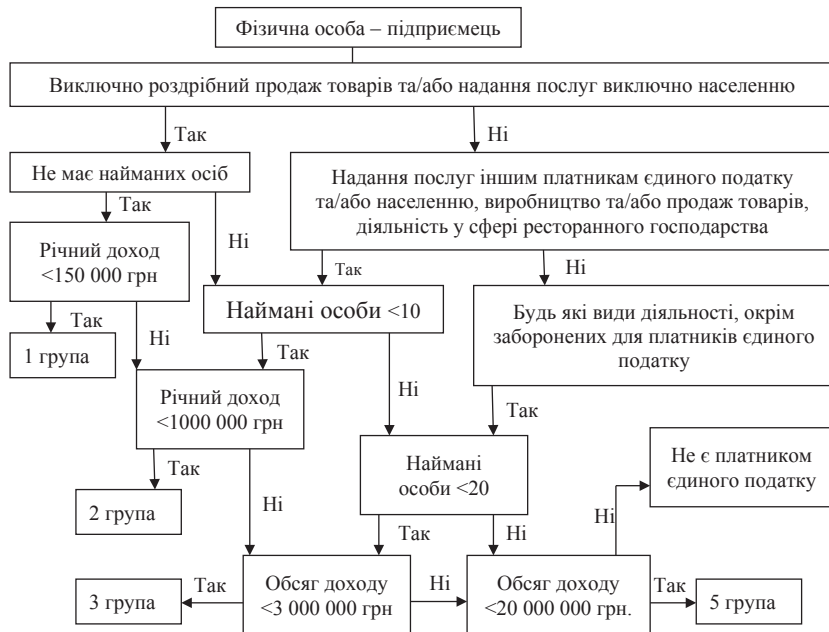 Фізична особа – підприємець
Виключно роздрібний продаж товарів та/або надання послуг виключно населенню
Так
Ні
Не має найманих осіб
Надання послуг іншим платникам єдиного податку
та/або населенню, виробництво та/або продаж товарів,
діяльність у сфері ресторанного господарства
Так
Ні
Річний доход
<150 000 грн
Так
Ні
Наймані особи <10
Будь які види діяльності, окрім
заборонених для платників єдиного
податку
Так
Ні
1 група
Так
Ні
Річний доход
<1000 000 грн
Так
Наймані
особи <20
Не є платником
єдиного податку
Так
Ні
2 група
Так
Ні
Ні
3 група
Так
Обсяг доходу
<3 000 000 грн
Ні
Обсяг доходу
<20 000 000 грн.
Так
5 група